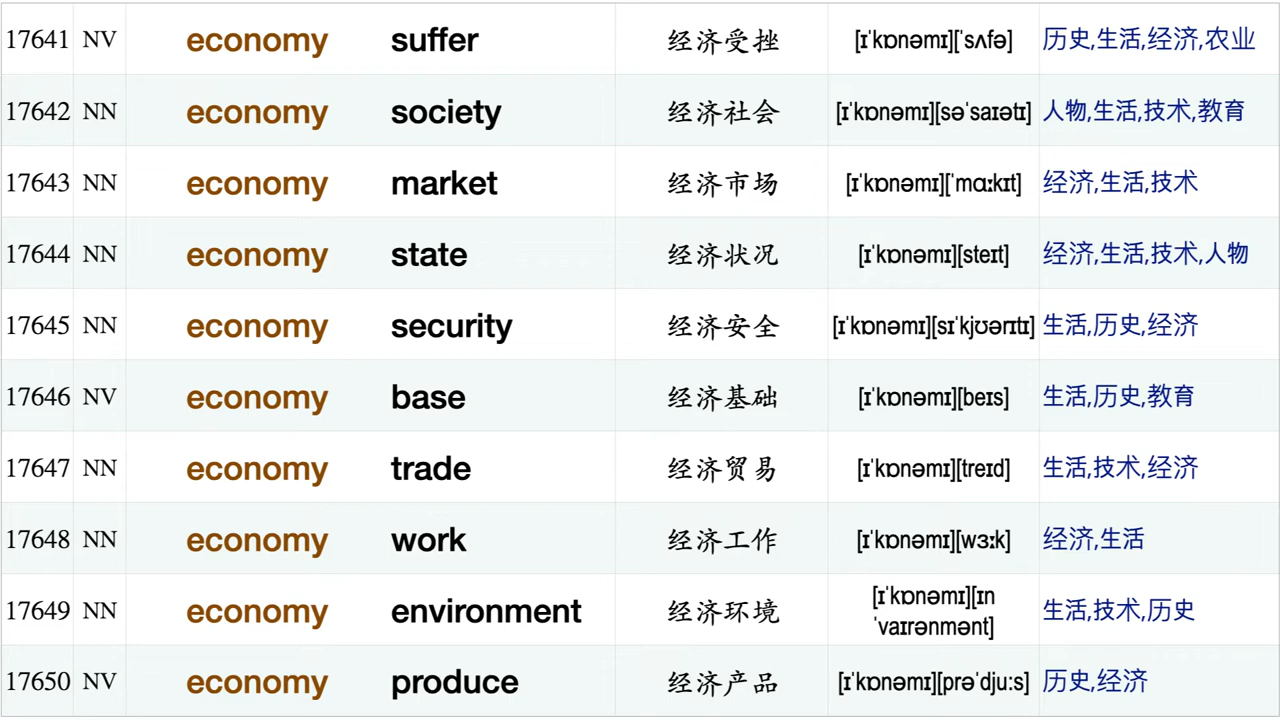 17641 NV economy suffer 经济受挫 [ɪˈkɒnəmɪ][ˈsʌfə] 历史,生活,经济,农业
17642 NN economy society 经济社会 [ɪˈkɒnəmɪ][səˈsaɪətɪ] 人物,生活,技术,教育
17643 NN economy market 经济市场 [ɪˈkɒnəmɪ][ˈmɑːkɪt] 经济,生活,技术
17644 NN economy state 经济状况 [ɪˈkɒnəmɪ][steɪt] 经济,生活,技术,人物
17645 NN economy security 经济安全 [ɪˈkɒnəmɪ][sɪˈkjʊərɪtɪ] 生活,历史,经济
17646 NV economy base 经济基础 [ɪˈkɒnəmɪ][beɪs] 生活,历史,教育
17647 NN economy trade 经济贸易 [ɪˈkɒnəmɪ][treɪd] 生活,技术,经济
17648 NN economy work 经济工作 [ɪˈkɒnəmɪ][wɜːk] 经济,生活
17649 NN economy environment 经济环境 [ɪˈkɒnəmɪ][ɪn
ˈvaɪrənmənt] 生活,技术,历史
17650 NV economy produce 经济产品 [ɪˈkɒnəmɪ][prəˈdjuːs] 历史,经济